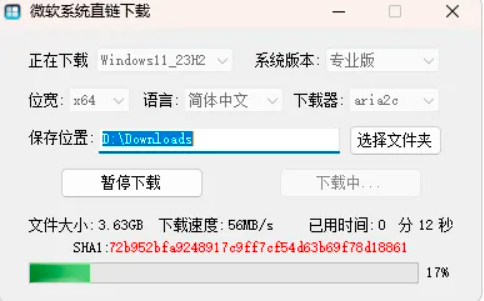 微软系统直链下载
正在下载 Windows11_23H2 系统版本: 专业版
位宽: x64 语言: 简体中文 下载器: aria2c
保存位置: D:\Downloads 选择文件夹
暂停下载 下载中...
文件大小: 3.63GB 下载速度: 56MB/s 已用时间: 0 分 12 秒
SHA1:72b952bfa9248917c9ff7cf54d63b69f78d18861
17%